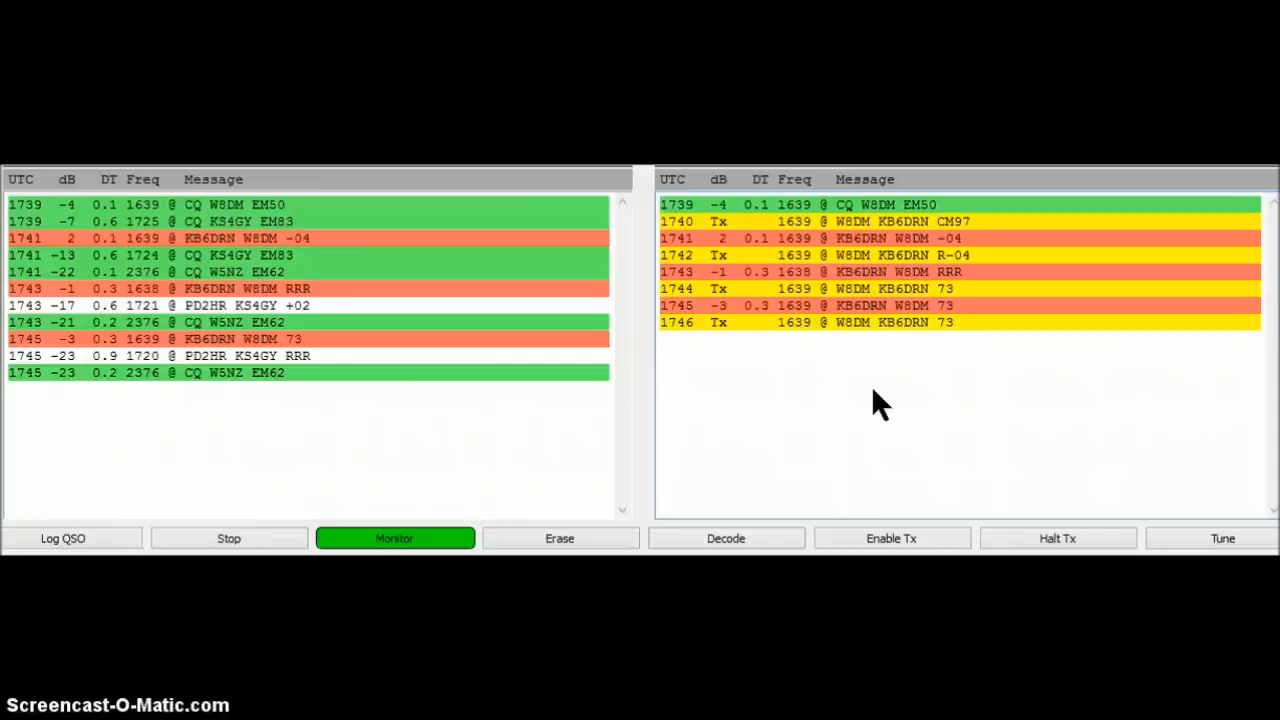 UTC dB DT Freq Message
1739 -4 0.1 1639 @ CQ W8DM EM50
1739 -7 0.6 1725 @ CQ KS4GY EM83
1741 2 0.1 1639 @ KB6DRN W8DM -04
1741 -13 0.6 1724 @ CQ KS4GY EM83
1741 -22 0.1 2376 @ CQ W5NZ EM62
1743 -1 0.3 1638 @ KB6DRN W8DM RRR
1743 -17 0.6 1721 @ PD2HR KS4GY +02
1743 -21 0.2 2376 @ CQ W5NZ EM62
1745 -3 0.3 1639 @ KB6DRN W8DM 73
1745 -23 0.9 1720 @ PD2HR KS4GY RRR
1745 -23 0.2 2376 @ CQ W5NZ EM62
UTC dB DT Freq Message
1739 -4 0.1 1639 @ CQ W8DM EM50
1740 Tx 1639 @ W8DM KB6DRN CM97
1741 2 0.1 1639 @ KB6DRN W8DM -04
1742 Tx 1639 @ W8DM KB6DRN R-04
1743 -1 0.3 1638 @ KB6DRN W8DM RRR
1744 Tx 1639 @ W8DM KB6DRN 73
1745 -3 0.3 1639 @ KB6DRN W8DM 73
1746 Tx 1639 @ W8DM KB6DRN 73
Log QSO Stop Monitor Erase Decode Enable Tx Halt Tx Tune
Screencast-O-Matic.com